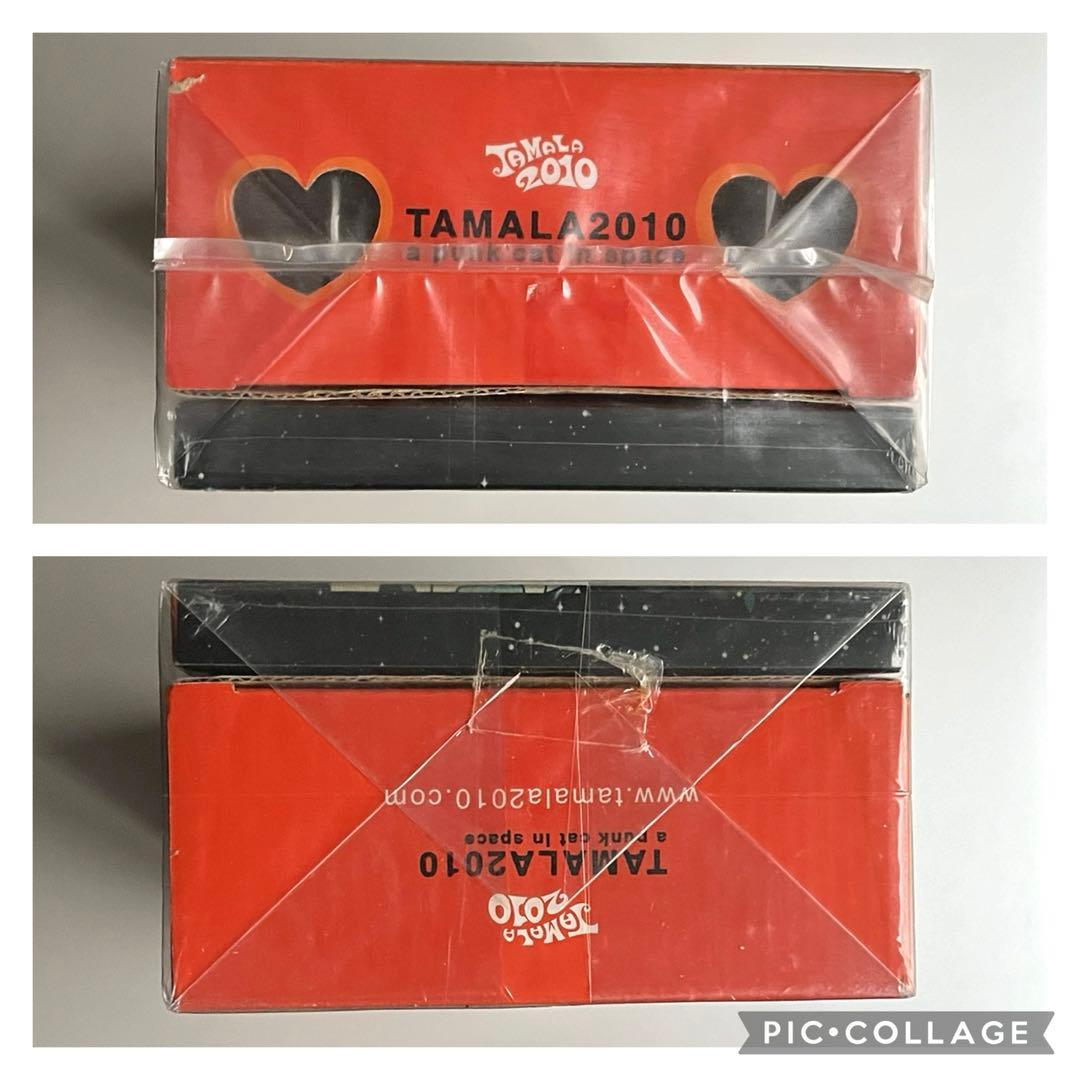 TAMALA
2010
TAMALA2010
a punk cat in space
www.tamala2010.com
a punk cat in space
TAMALA2010
TAMALA
2010
PIC•COLLAGE